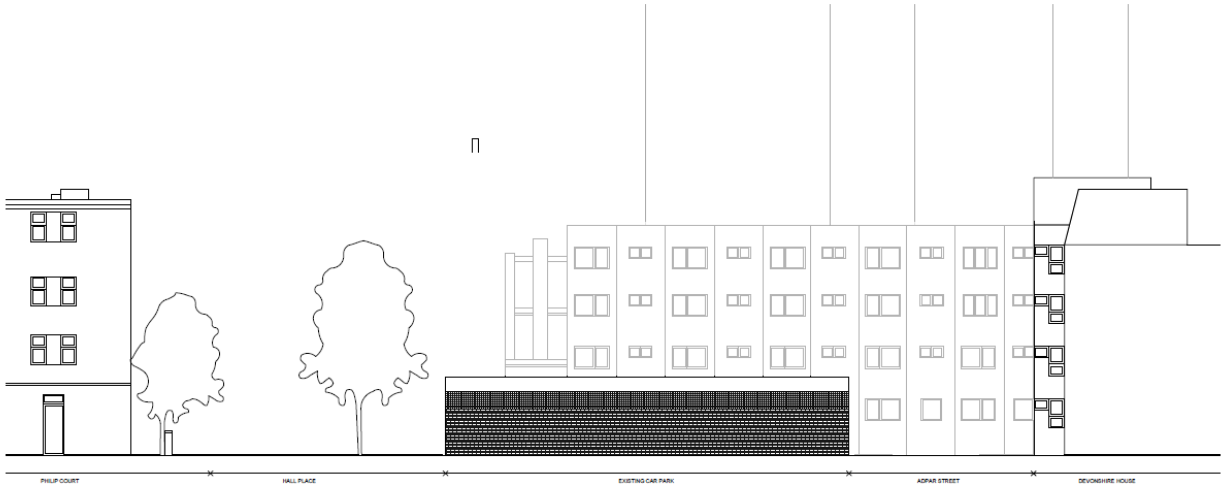 PHILIP COURT
HALL PLACE
EXISTING CAR PARK
ADPAR STREET
DEVONSHIRE HOUSE